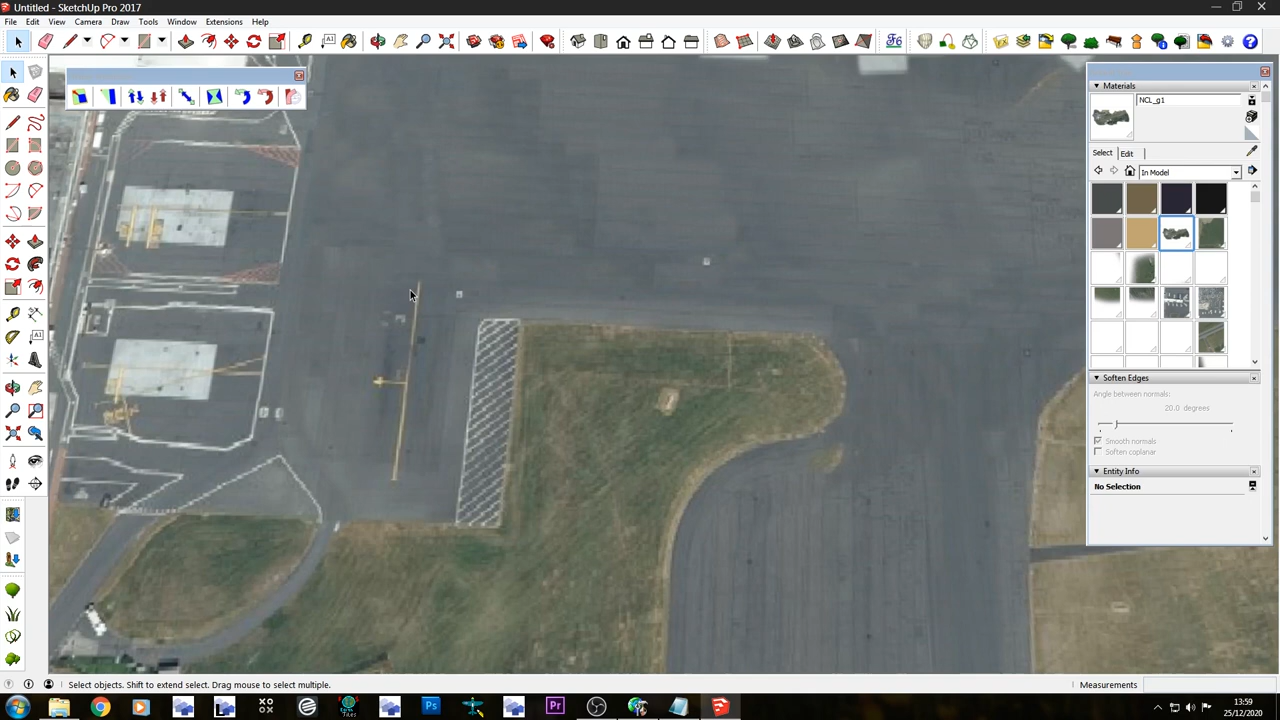 Untitled - SketchUp Pro 2017
File Edit View Camera Draw Tools Window Extensions Help
Materials
NCL_g1
Select Edit
In Model
Soften Edges
Angle between normals:
20.0 degrees
Smooth normals
Soften coplanar
Entity Info
No Selection
Select objects. Shift to extend select. Drag mouse to select multiple.
Measurements
13:59
25/12/2020